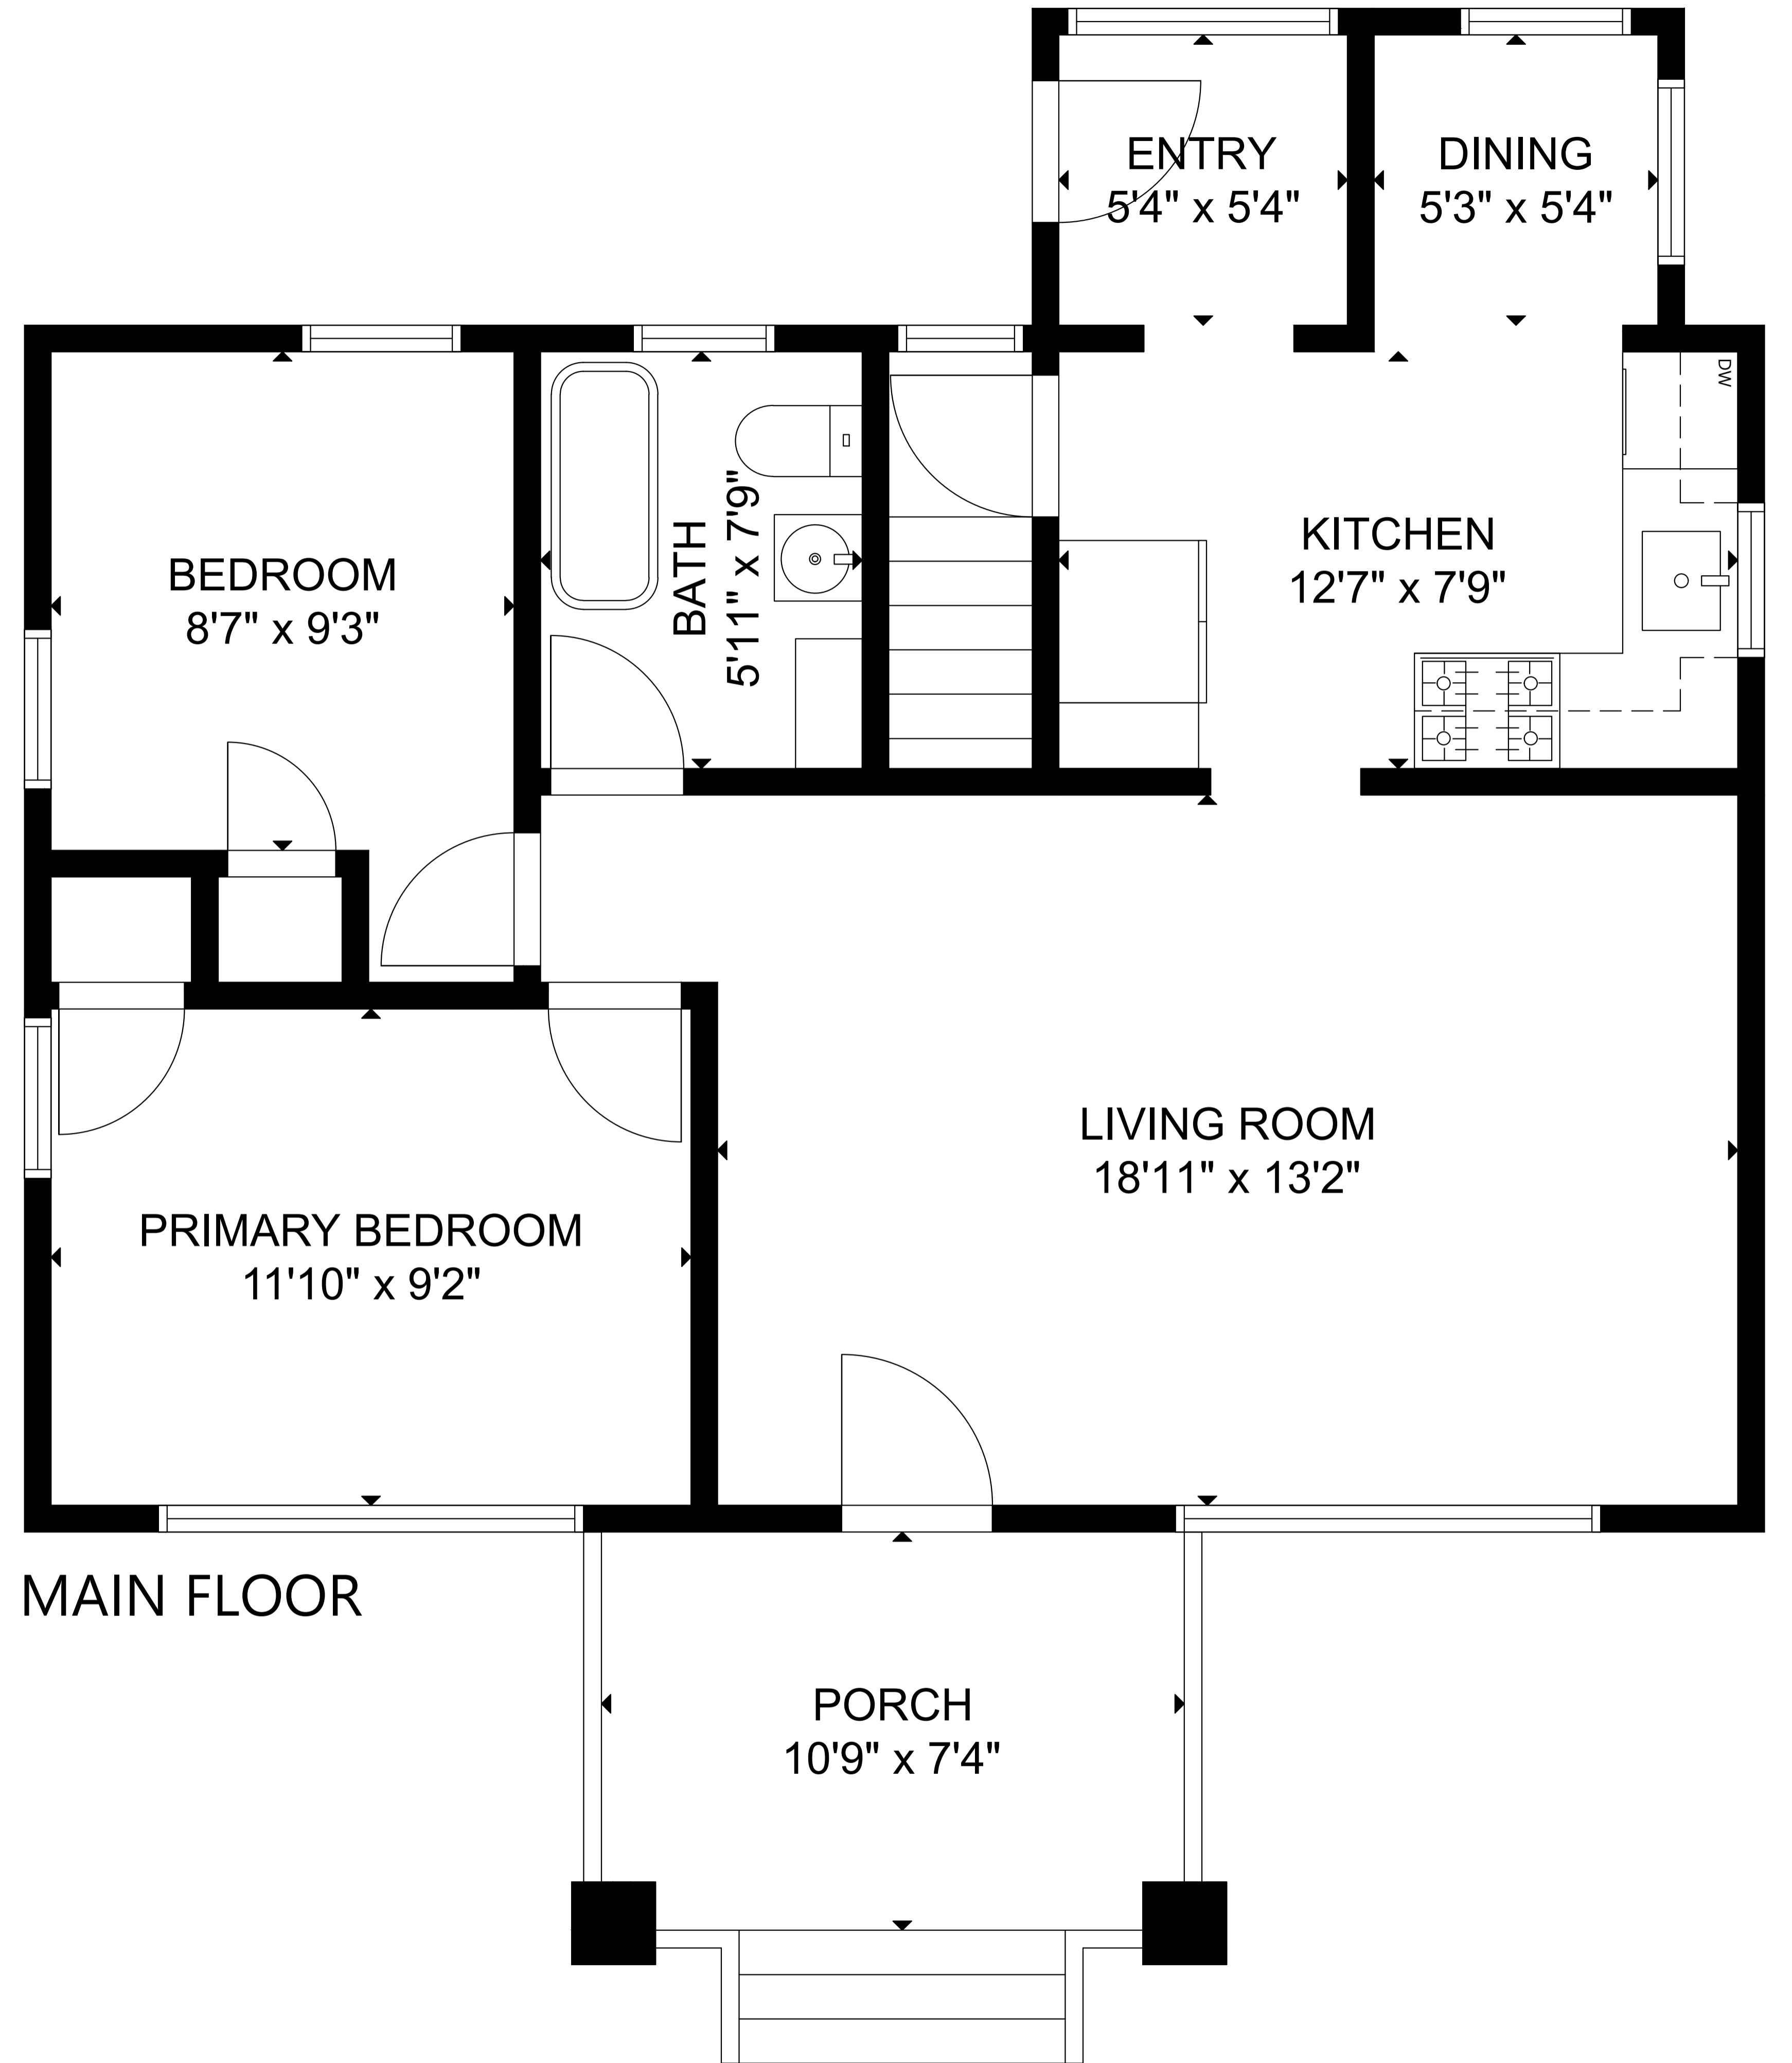 ENTRY
5'4" x 5'4"
DINING
5'3" x 5'4"
DW
BEDROOM
8'7" x 9'3"
BATH
5'11" x 7'9"
KITCHEN
12'7" x 7'9"
LIVING ROOM
18'11" x 13'2"
PRIMARY BEDROOM
11'10" x 9'2"
MAIN FLOOR
PORCH
10'9" x 7'4"